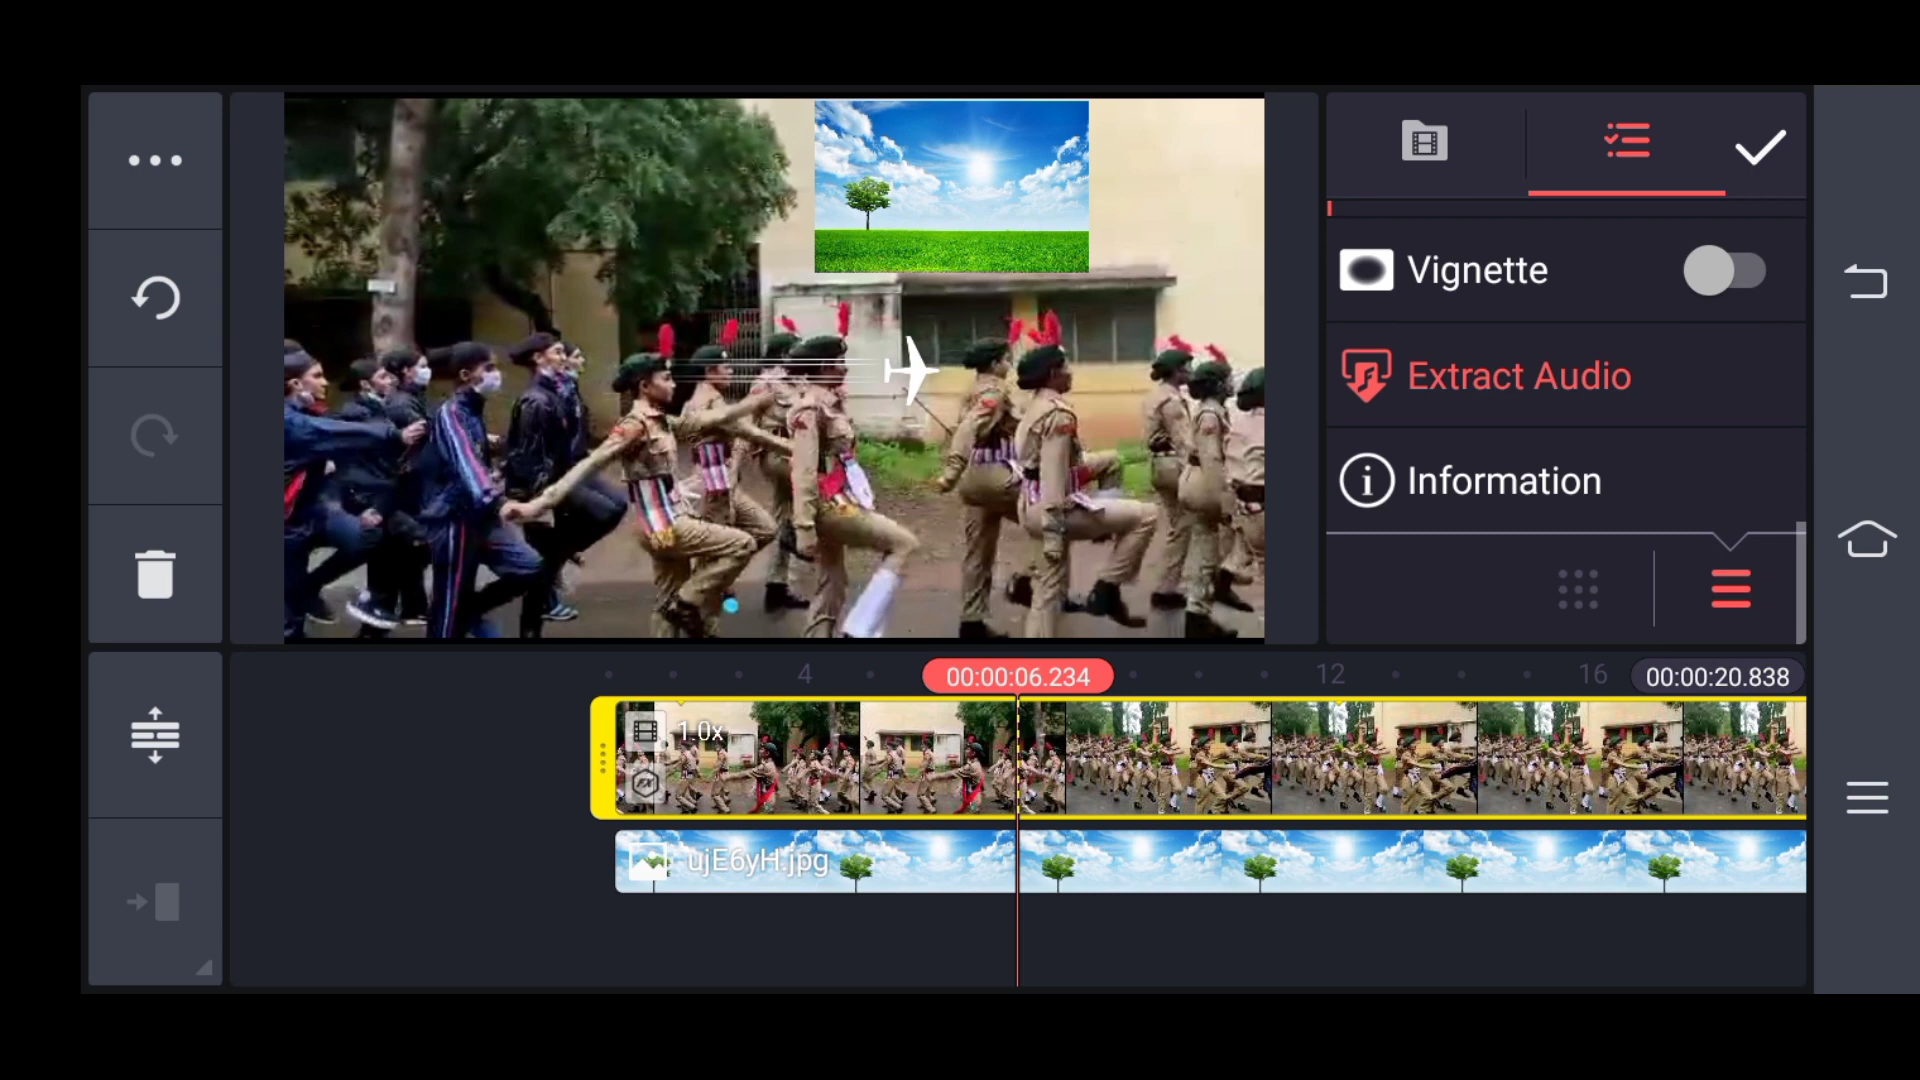 Vignette
Extract Audio
Information
4
00:00:06.234
12
16
00:00:20.838
1.0x
ujE6yH.jpg